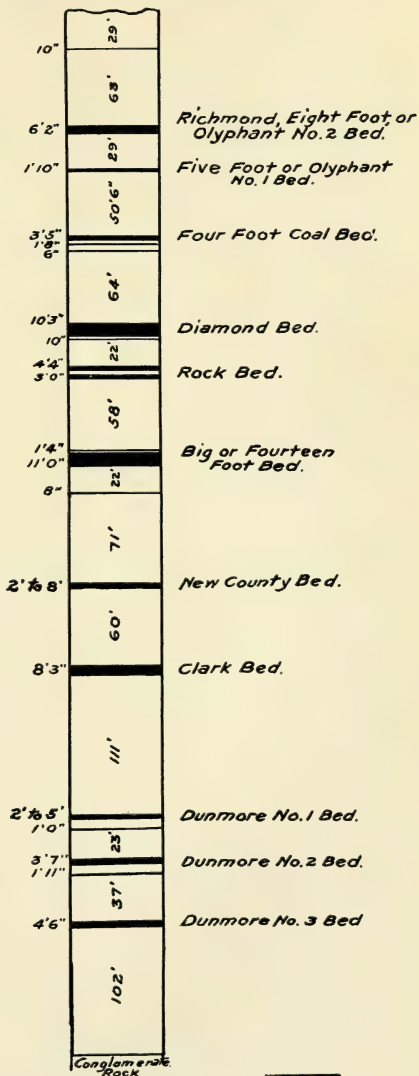 29'
10"
68'
6'2" Richmond, Eight Foot, or
Olyphant No. 2 Bed.
29'
1'10" Five Foot or Olyphant
No. 1 Bed.
50'6"
3'5" Four Foot Coal Bed.
1'8"
6"
64'
10'3" Diamond Bed.
10"
22'
4'4"
3'0" Rock Bed.
58'
1'4" Big or Fourteen
11'0" Foot Bed.
22'
6"
71'
2' to 8' New County Bed.
60'
8'3" Clark Bed.
111'
2' to 5' Dunmore No. 1 Bed.
1'0"
23'
3'7" Dunmore No. 2 Bed.
1'11"
37'
4'6" Dunmore No. 3 Bed
102'
Conglomerate
Rock